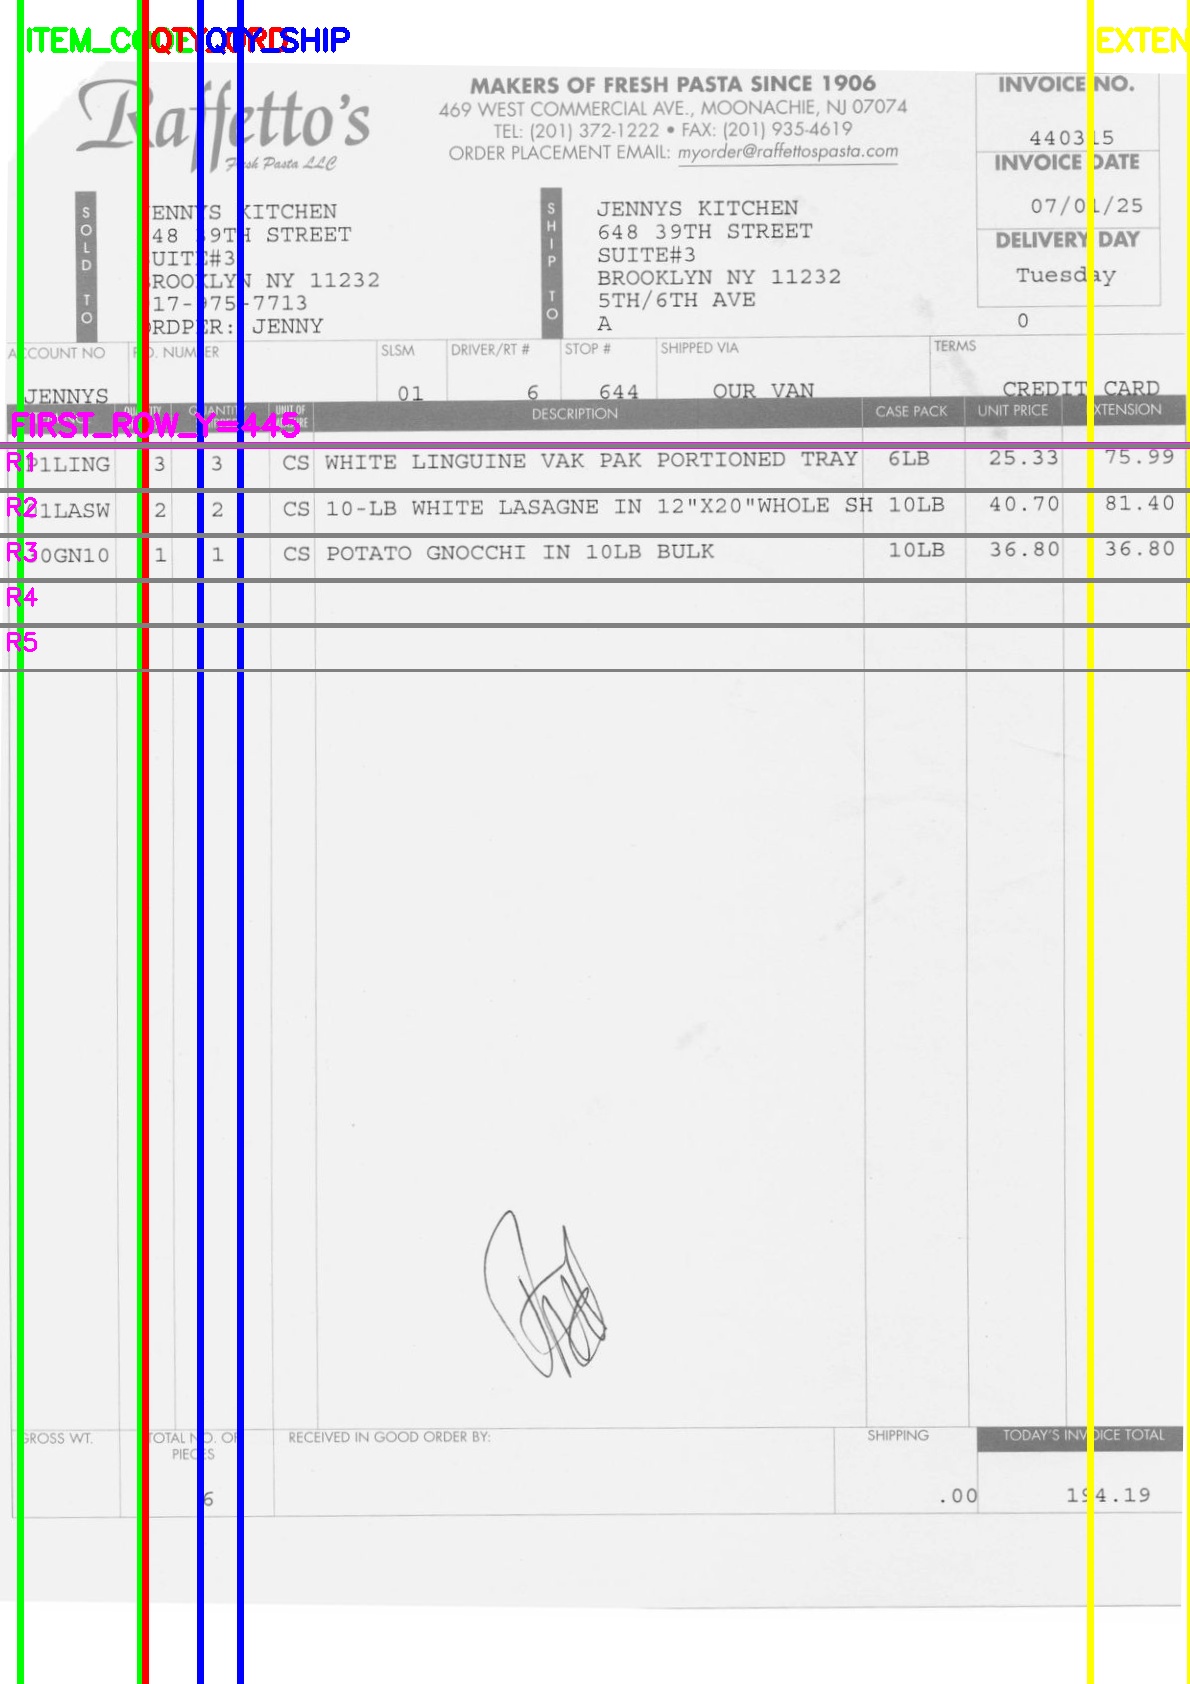 ITEM_CODE QTY_ORD QTY_SHIP EXTEN
Raffetto's
Fresh Pasta LLC
MAKERS OF FRESH PASTA SINCE 1906
469 WEST COMMERCIAL AVE., MOONACHIE, NJ 07074
TEL: (201) 372-1222 • FAX: (201) 935-4619
ORDER PLACEMENT EMAIL: myorder@raffettospasta.com
INVOICE NO.
440315
INVOICE DATE
07/01/25
DELIVERY DAY
Tuesday
0
SOLD TO
JENNYS KITCHEN
648 39TH STREET
SUITE#3
BROOKLYN NY 11232
917-975-7713
ORDPER: JENNY
SHIP TO
JENNYS KITCHEN
648 39TH STREET
SUITE#3
BROOKLYN NY 11232
5TH/6TH AVE
A
ACCOUNT NO P.O. NUMBER SLSM DRIVER/RT # STOP # SHIPPED VIA TERMS
JENNYS 01 6 644 OUR VAN CREDIT CARD
QUANTITY UNIT OF DESCRIPTION CASE PACK UNIT PRICE EXTENSION
FIRST_ROW_Y=445
R1 1LING 3 3 CS WHITE LINGUINE VAK PAK PORTIONED TRAY 6LB 25.33 75.99
R2 1LASW 2 2 CS 10-LB WHITE LASAGNE IN 12"X20"WHOLE SH 10LB 40.70 81.40
R3 0GN10 1 1 CS POTATO GNOCCHI IN 10LB BULK 10LB 36.80 36.80
R4
R5
GROSS WT. TOTAL NO. OF PIECES RECEIVED IN GOOD ORDER BY: SHIPPING TODAY'S INVOICE TOTAL
6 .00 194.19